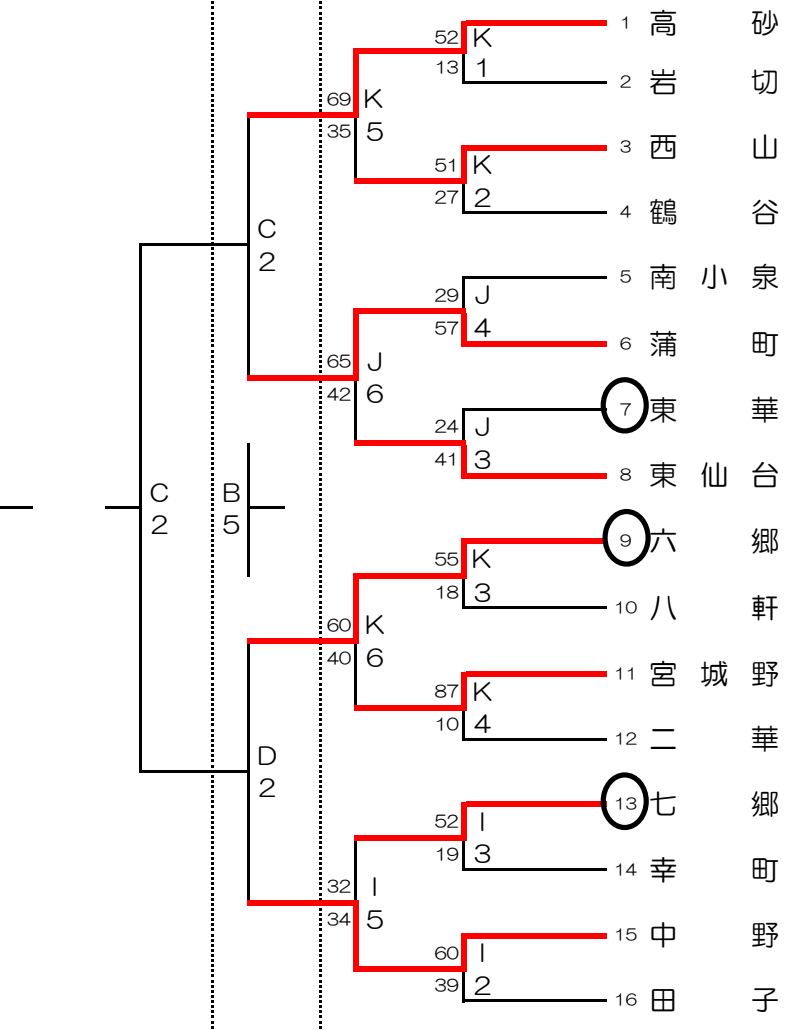 52 K 1 高砂
13 1 2 岩切
69 K
35 5
51 K 3 西山
27 2 4 鶴谷
C
2
29 J 5 南小泉
57 4 6 蒲町
65 J
42 6
24 J 7 東華
41 3 8 東仙台
C B
2 5
55 K 9 六郷
18 3 10 八軒
60 K
40 6
87 K 11 宮城野
10 4 12 二華
D
2
52 I 13 七郷
19 3 14 幸町
32 I
34 5
60 I 15 中野
39 2 16 田子